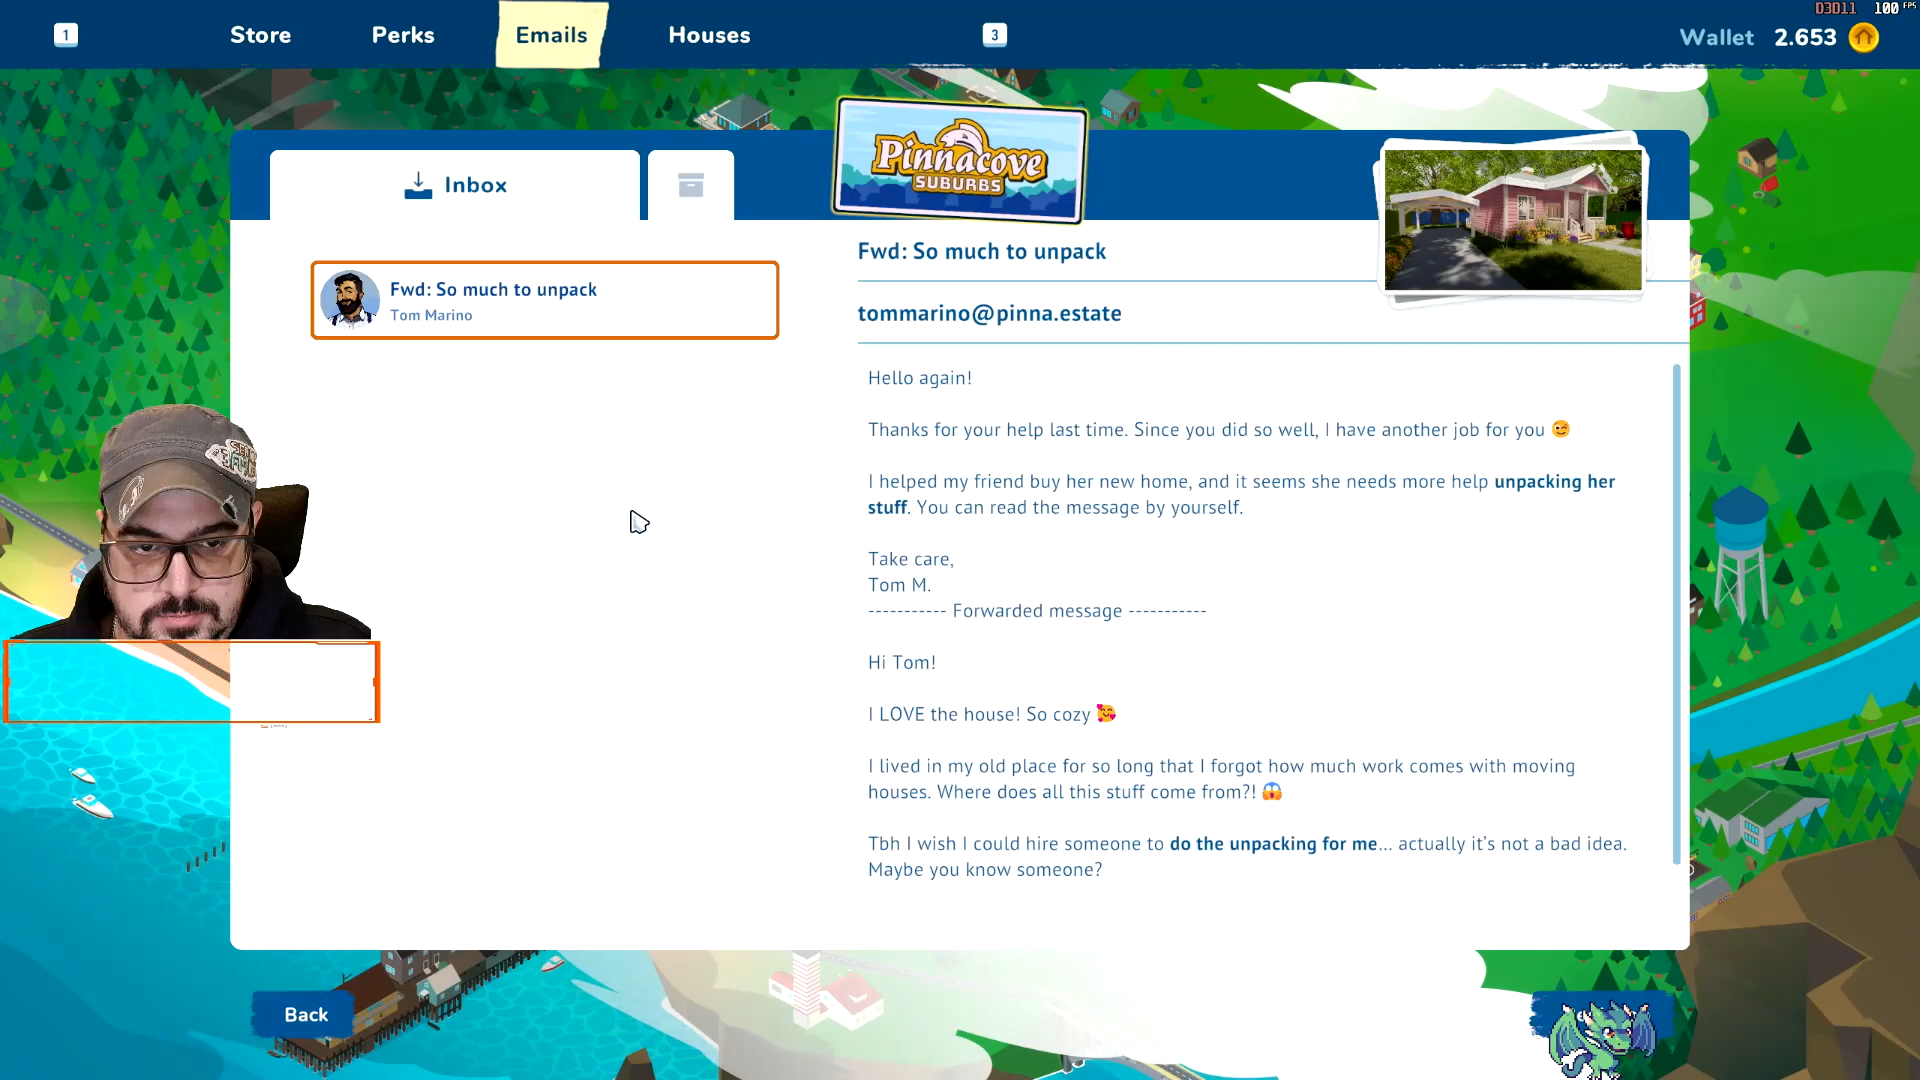 D3D11 100 FPS
1
Store
Perks
Emails
Houses
3
Wallet 2.653
Inbox
Pinnacove
SUBURBS
Fwd: So much to unpack
Tom Marino
Fwd: So much to unpack
tommarino@pinna.estate
Hello again!
Thanks for your help last time. Since you did so well, I have another job for you 😉
I helped my friend buy her new home, and it seems she needs more help unpacking her
stuff. You can read the message by yourself.
Take care,
Tom M.
----------- Forwarded message -----------
Hi Tom!
I LOVE the house! So cozy 🥰
I lived in my old place for so long that I forgot how much work comes with moving
houses. Where does all this stuff come from?! 😱
Tbh I wish I could hire someone to do the unpacking for me... actually it's not a bad idea.
Maybe you know someone?
Back